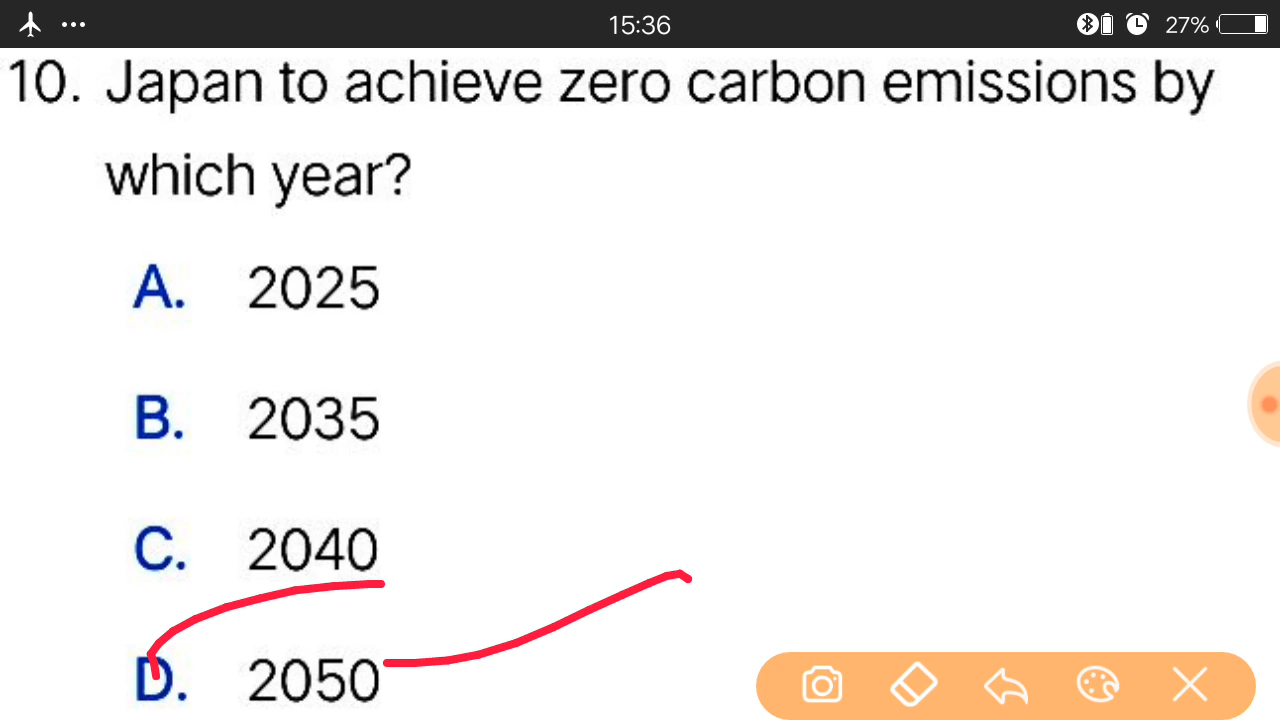 15:36
27%
10. Japan to achieve zero carbon emissions by
which year?
A. 2025
B. 2035
C. 2040
D. 2050